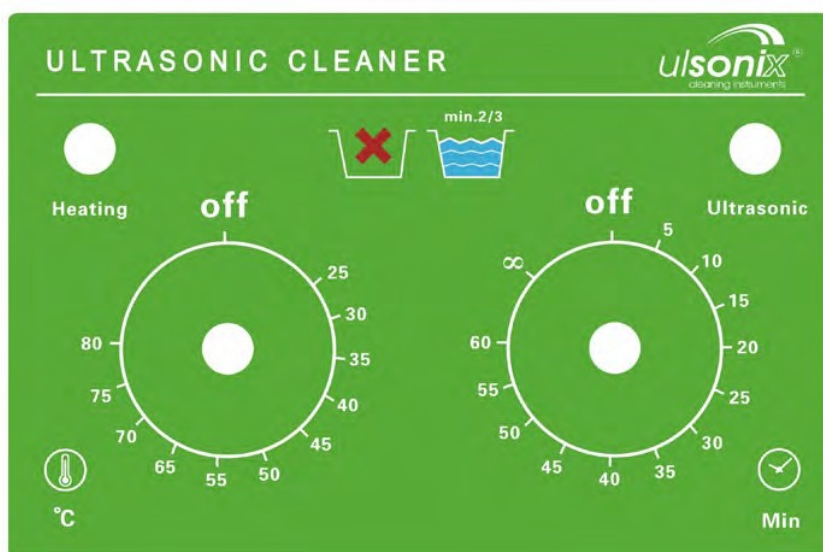 ULTRASONIC CLEANER
ulsonix®
cleaning instruments
min.2/3
Heating
Ultrasonic
off
25
30
35
40
45
50
55
65
70
75
80
°C
off
5
10
15
20
25
30
35
40
45
50
55
60
∞
Min